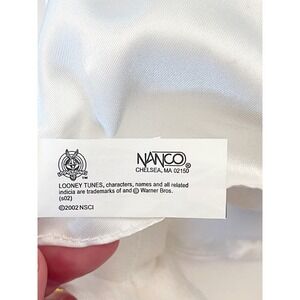 NANCO®
CHELSEA, MA 02150
TM
LOONEY TUNES, characters, names and all related
indicia are trademarks of and © Warner Bros.
(s02)
©2002 NSCI